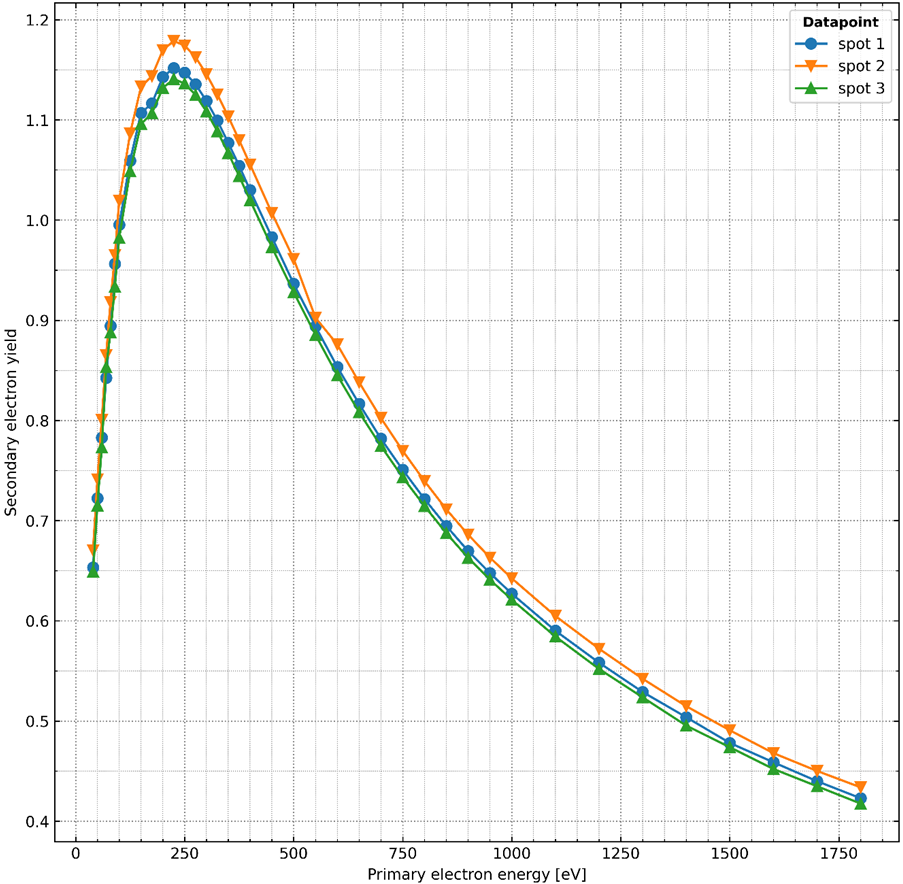 Datapoint
spot 1
spot 2
spot 3
Secondary electron yield
1.2
1.1
1.0
0.9
0.8
0.7
0.6
0.5
0.4
0 250 500 750 1000 1250 1500 1750
Primary electron energy [eV]